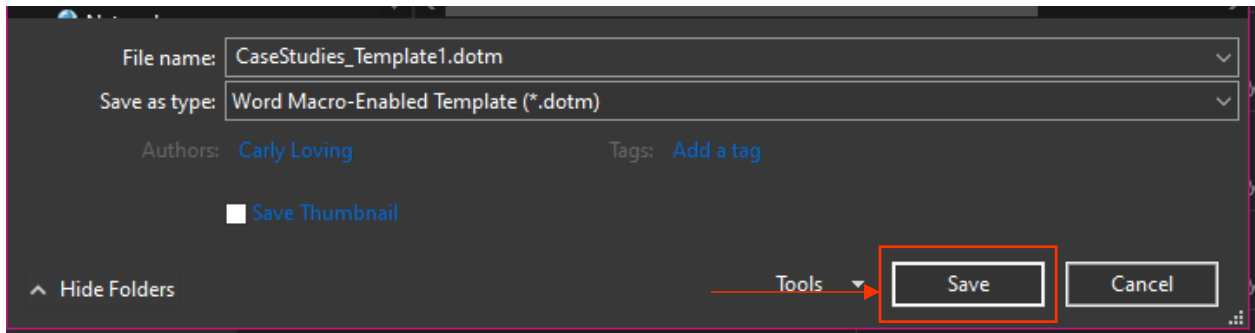 File name: CaseStudies_Template1.dotm
Save as type: Word Macro-Enabled Template (*.dotm)
Authors: Carly Loving Tags: Add a tag
Save Thumbnail
Hide Folders Tools Save Cancel